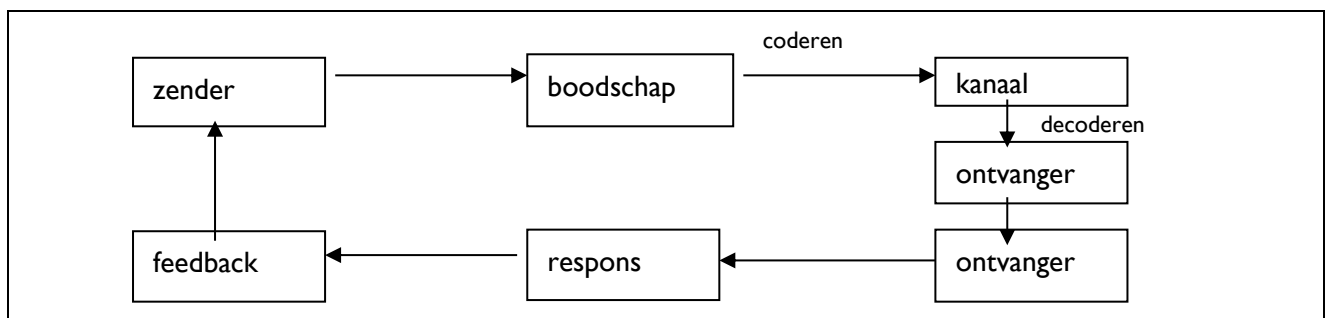 coderen
zender
boodschap
kanaal
decoderen
ontvanger
feedback
respons
ontvanger